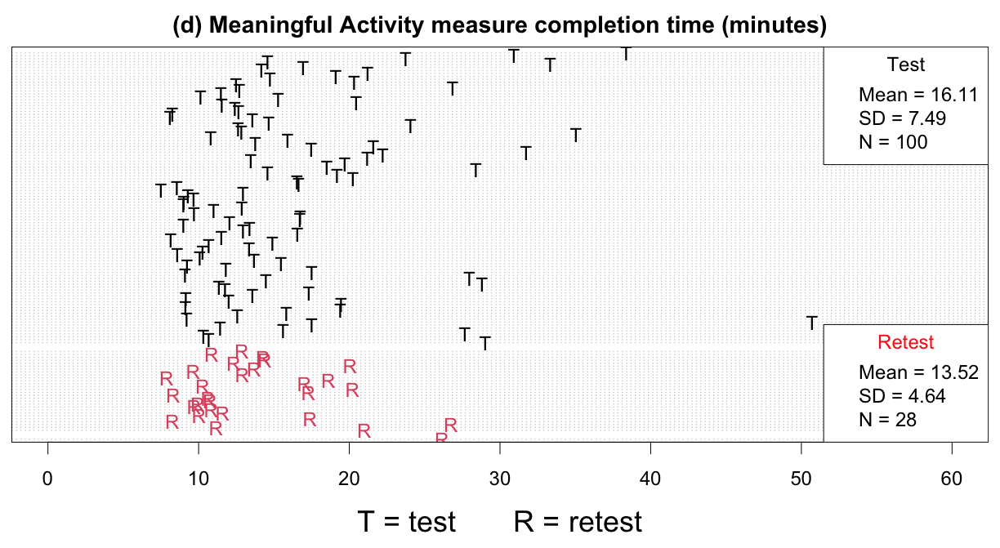 (d) Meaningful Activity measure completion time (minutes)
Test
Mean = 16.11
SD = 7.49
N = 100
Retest
Mean = 13.52
SD = 4.64
N = 28
0 10 20 30 40 50 60
T = test R = retest